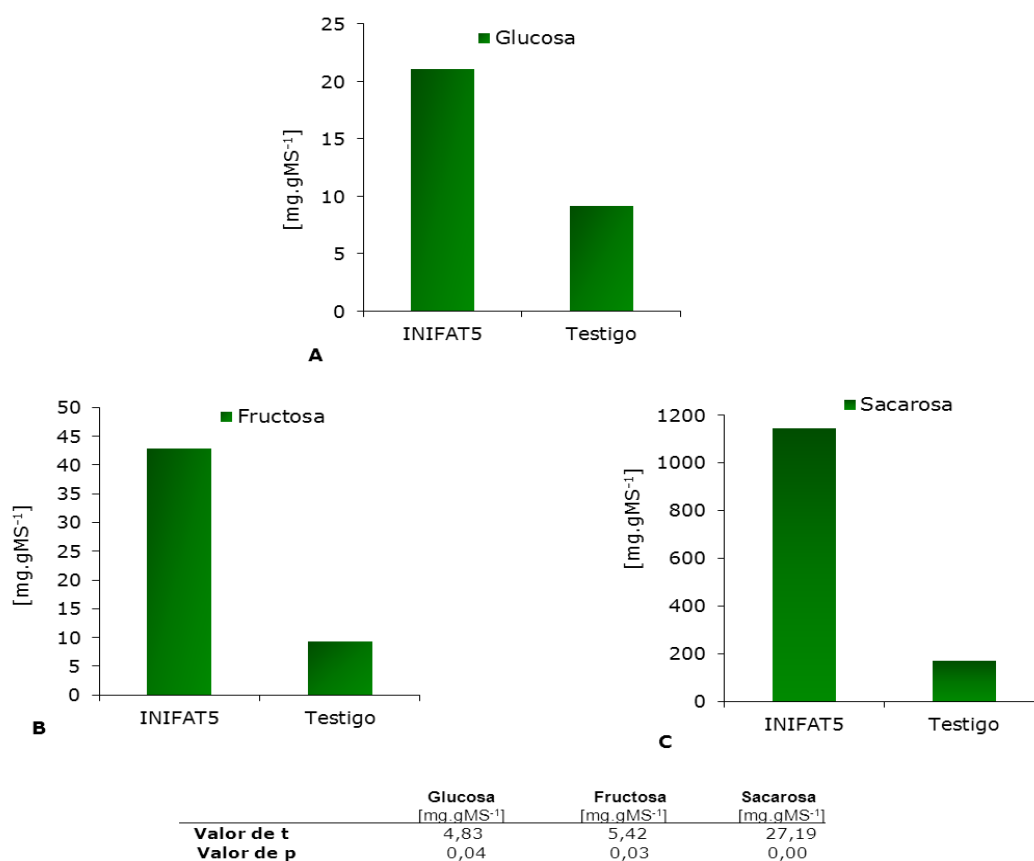 Glucosa
25
20
15
10
5
0
[mg.gMS⁻¹]
INIFAT5 Testigo
A
Fructosa
50
45
40
35
30
25
20
15
10
5
0
[mg.gMS⁻¹]
INIFAT5 Testigo
B
Sacarosa
1200
1000
800
600
400
200
0
[mg.gMS⁻¹]
INIFAT5 Testigo
C
Glucosa Fructosa Sacarosa
[mg.gMS⁻¹] [mg.gMS⁻¹] [mg.gMS⁻¹]
Valor de t 4,83 5,42 27,19
Valor de p 0,04 0,03 0,00